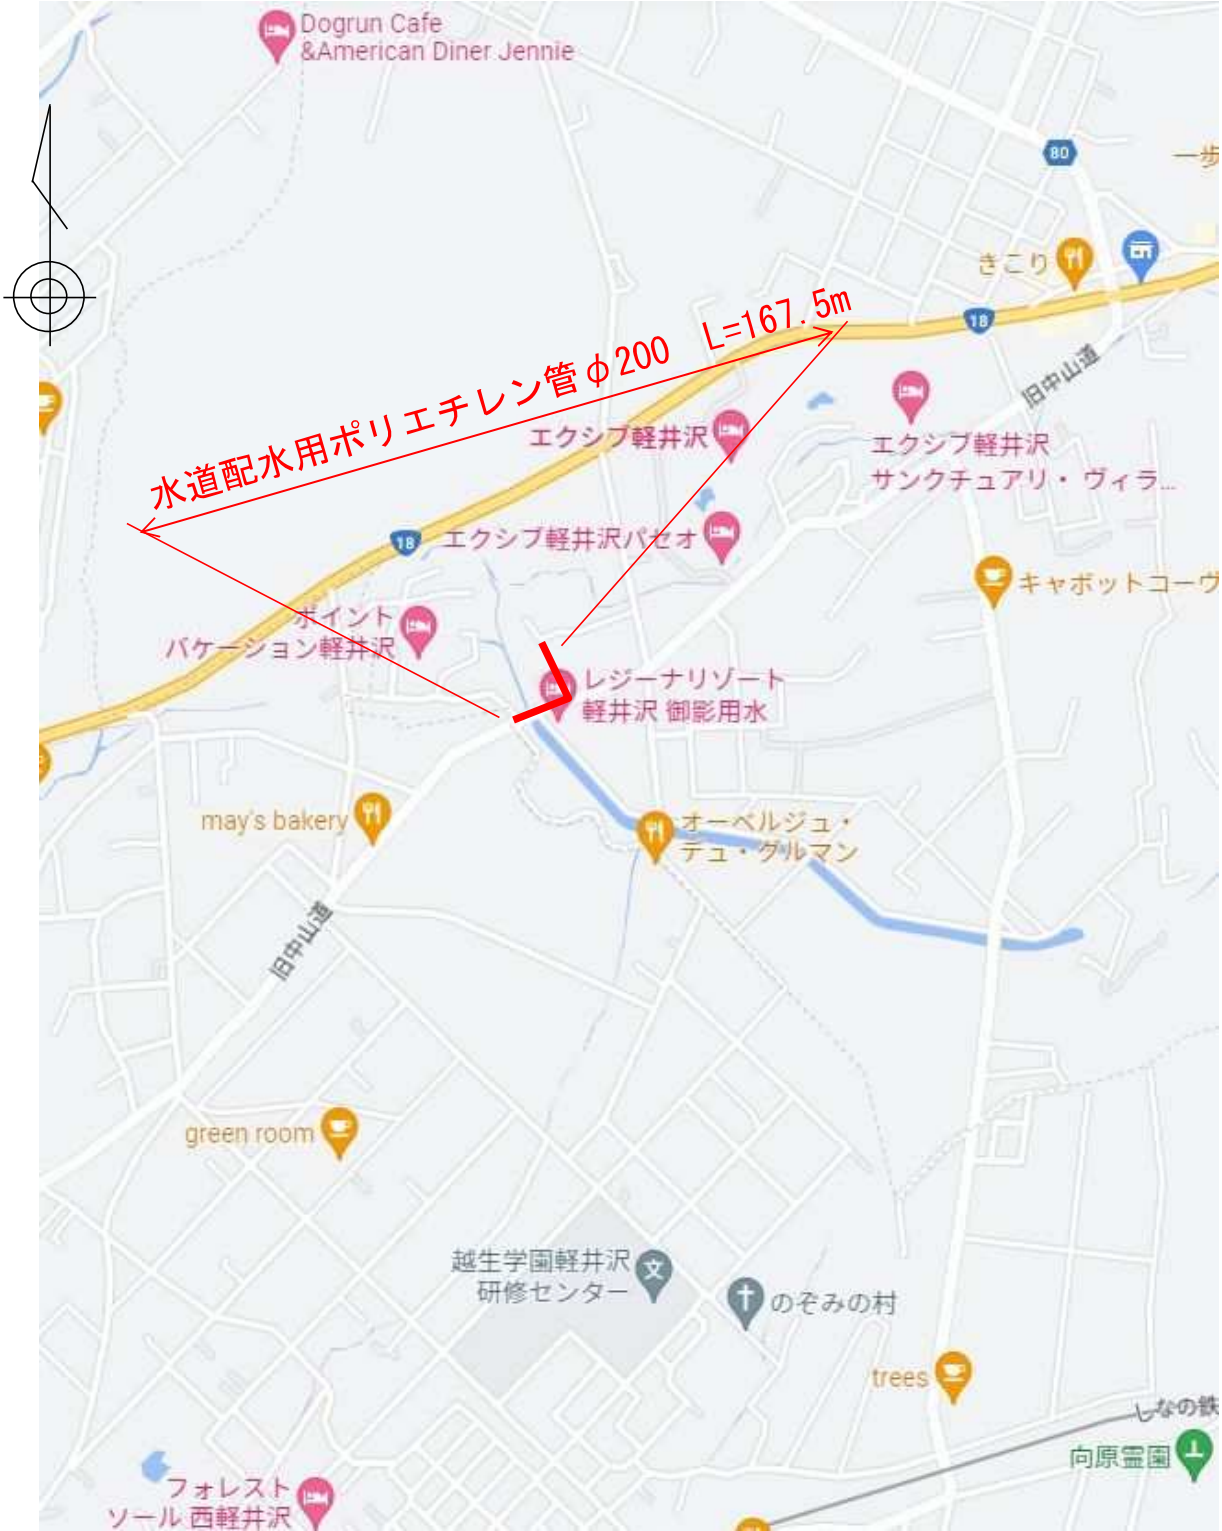 Dogrun Cafe
&American Diner Jennie
80
一歩
きこり
18
水道配水用ポリエチレン管φ200 L=167.5m
旧中山道
エクシブ軽井沢
エクシブ軽井沢
サンクチュアリ・ ヴィラ...
18
エクシブ軽井沢パセオ
キャボットコーヴ
ポイント
バケーション軽井沢
レジーナリゾート
軽井沢 御影用水
may's bakery
オーベルジュ・
デュ・グルマン
旧中山道
green room
越生学園軽井沢
研修センター
文
のぞみの村
trees
しなの鉄
向原霊園
フォレスト
ソール 西軽井沢